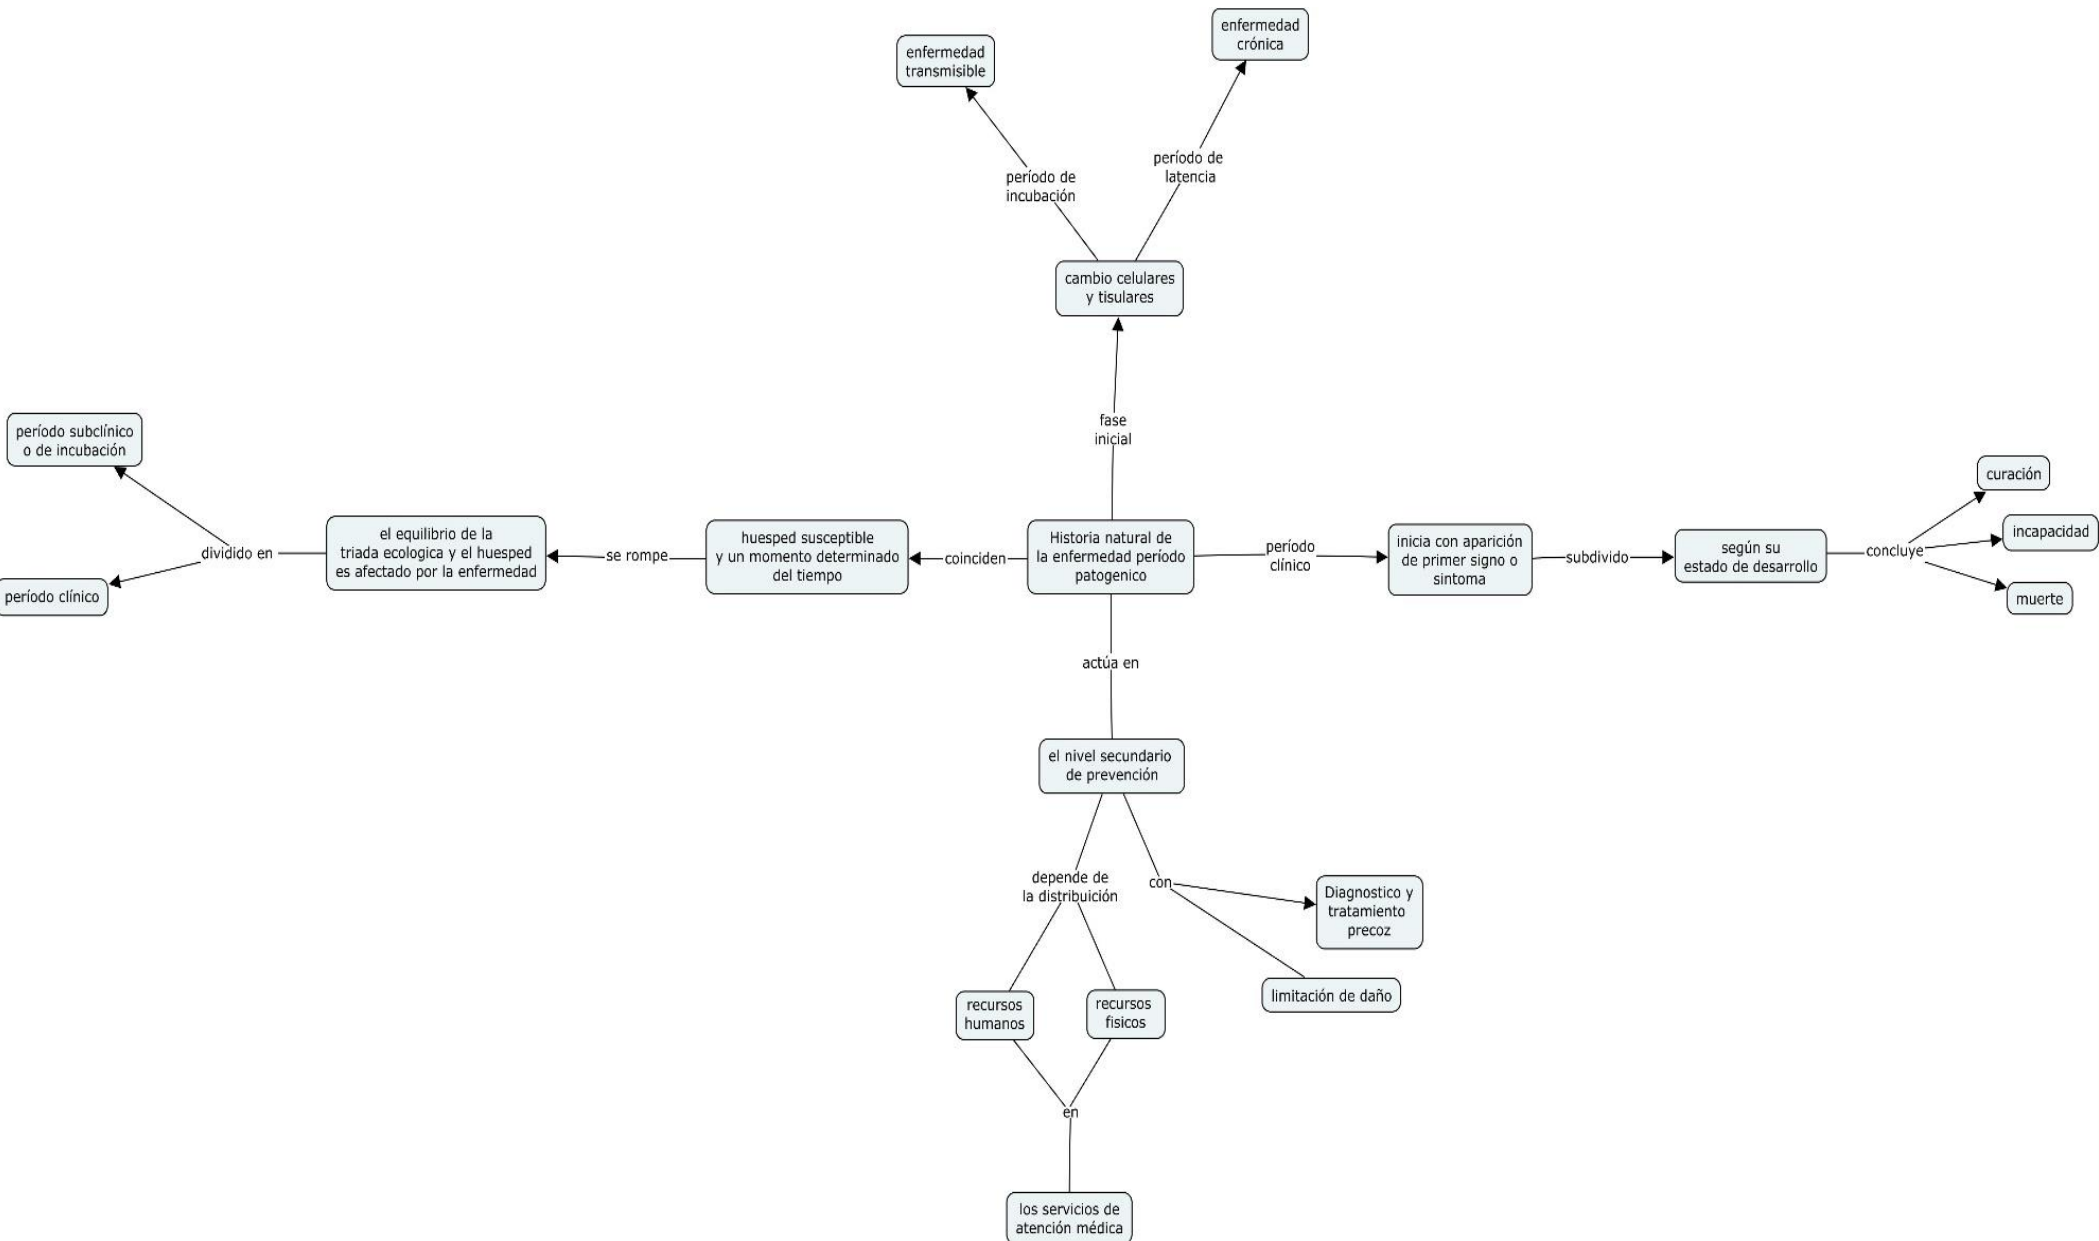 enfermedad
crónica
enfermedad
transmisible
período de
latencia
período de
incubación
cambio celulares
y tisulares
fase
inicial
período subclínico
o de incubación
dividido en
período clínico
el equilibrio de la
triada ecologica y el huesped
es afectado por la enfermedad
se rompe
huesped susceptible
y un momento determinado
del tiempo
coinciden
Historia natural de
la enfermedad período
patogenico
período
clínico
inicia con aparición
de primer signo o
sintoma
subdivido
según su
estado de desarrollo
concluye
curación
incapacidad
muerte
actúa en
el nivel secundario
de prevención
depende de
la distribuición
con
Diagnostico y
tratamiento
precoz
limitación de daño
recursos
humanos
recursos
fisicos
en
los servicios de
atención médica